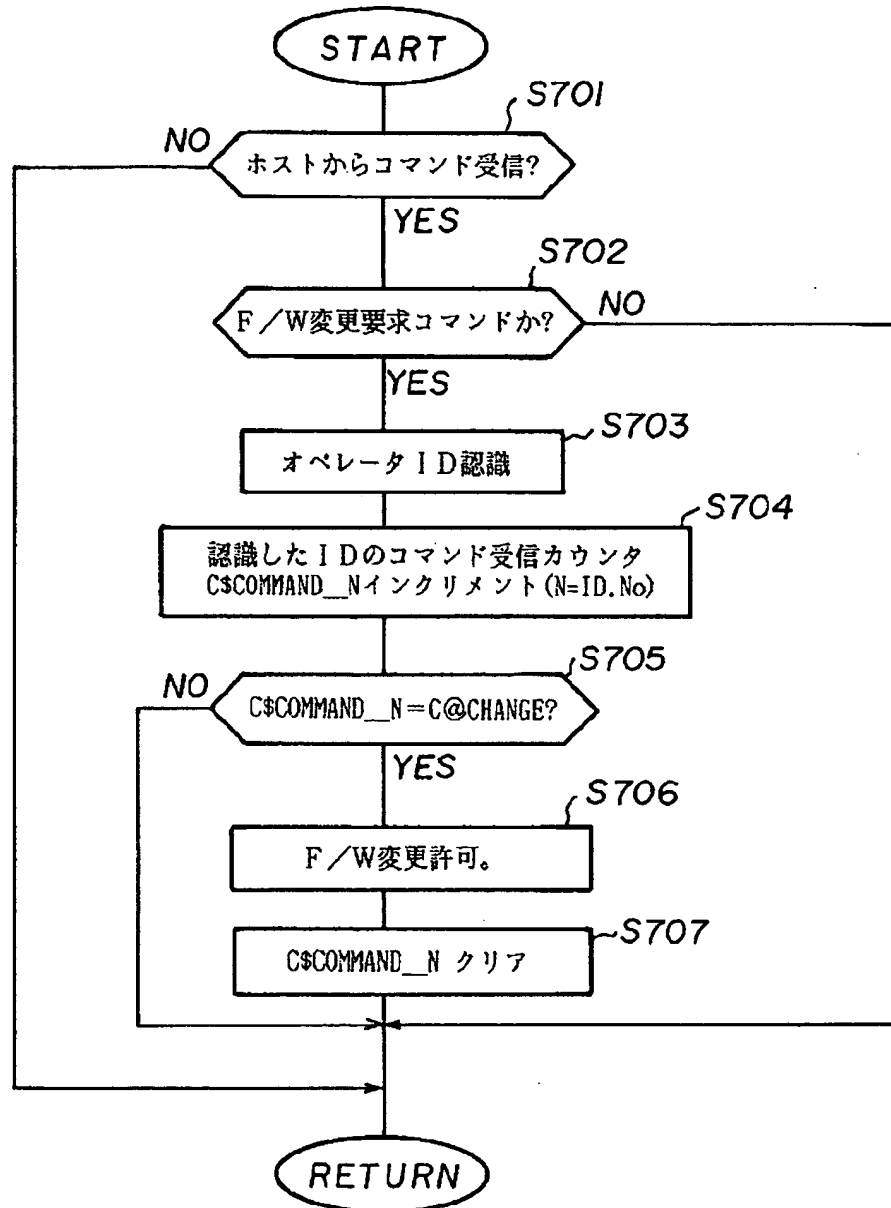 START
S701
NO
ホストからコマンド受信?
YES
S702
F/W変更要求コマンドか?
NO
YES
S703
オペレータID認識
S704
認識したIDのコマンド受信カウンタ
C$COMMAND__Nインクリメント(N=ID.No)
S705
NO
C$COMMAND__N=C@CHANGE?
YES
S706
F/W変更許可。
S707
C$COMMAND__N クリア
RETURN